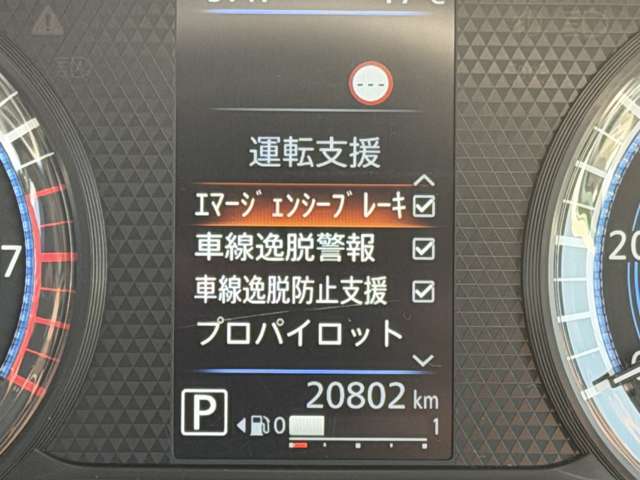 ---
運転支援
ｴﾏｰｼﾞｪﾝｼｰﾌﾞﾚｰｷ
車線逸脱警報
車線逸脱防止支援
プロパイロット
20802 km
P
0 1
7
20